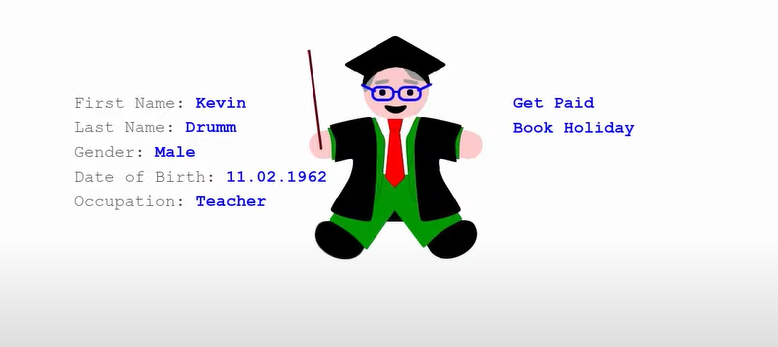 First Name: Kevin
Last Name: Drumm
Gender: Male
Date of Birth: 11.02.1962
Occupation: Teacher
Get Paid
Book Holiday